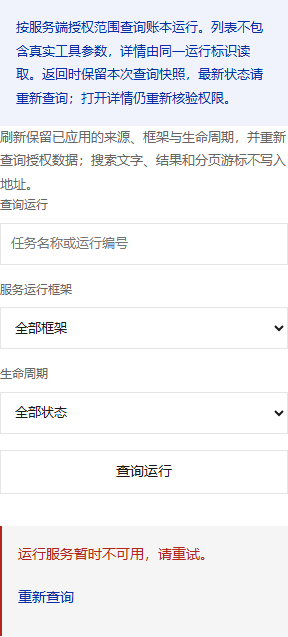 按服务端授权范围查询账本运行。列表不包
含真实工具参数，详情由同一运行标识读
取。返回时保留本次查询快照，最新状态请
重新查询；打开详情仍重新核验权限。
刷新保留已应用的来源、框架与生命周期，并重新
查询授权数据；搜索文字、结果和分页游标不写入
地址。
查询运行
任务名称或运行编号
服务运行框架
全部框架
生命周期
全部状态
查询运行
运行服务暂时不可用，请重试。
重新查询